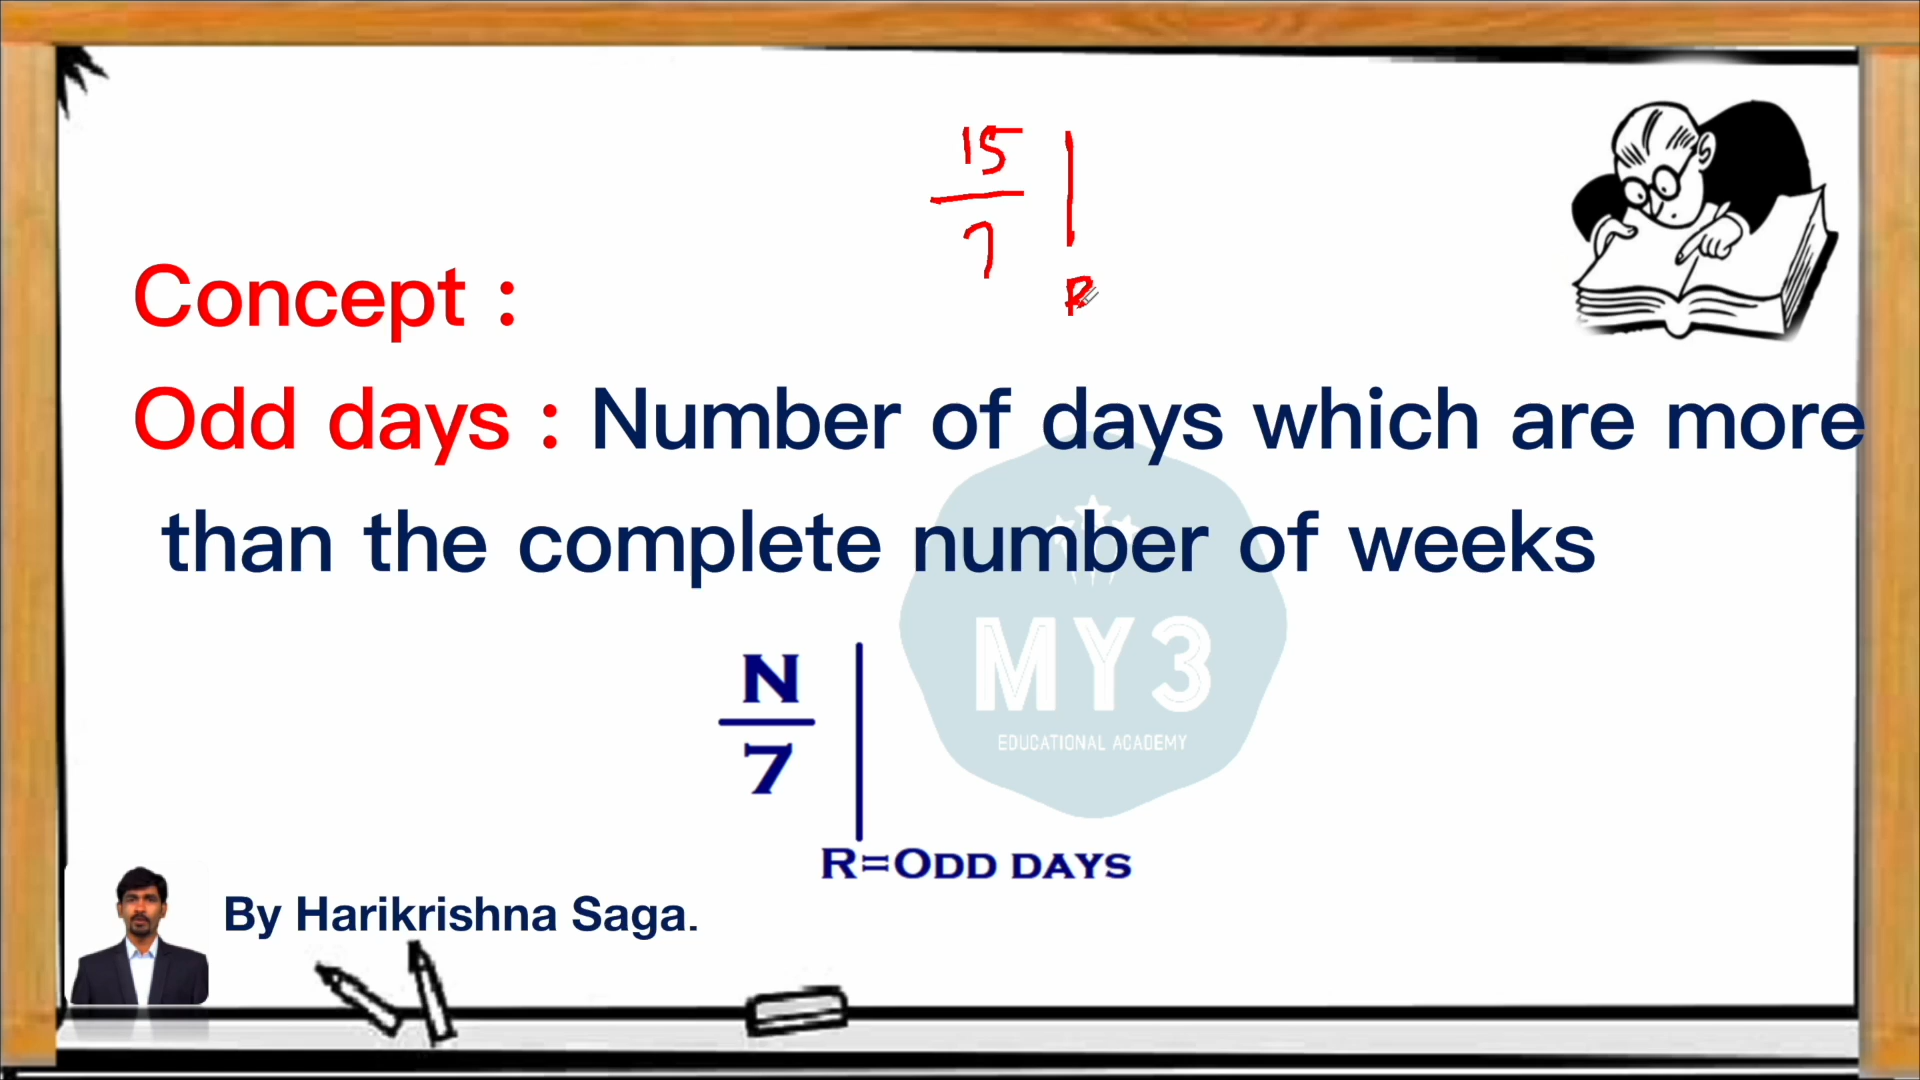 15
7
R
Concept :
Odd days : Number of days which are more
than the complete number of weeks
N
7
R=ODD DAYS
MY3
EDUCATIONAL ACADEMY
By Harikrishna Saga.